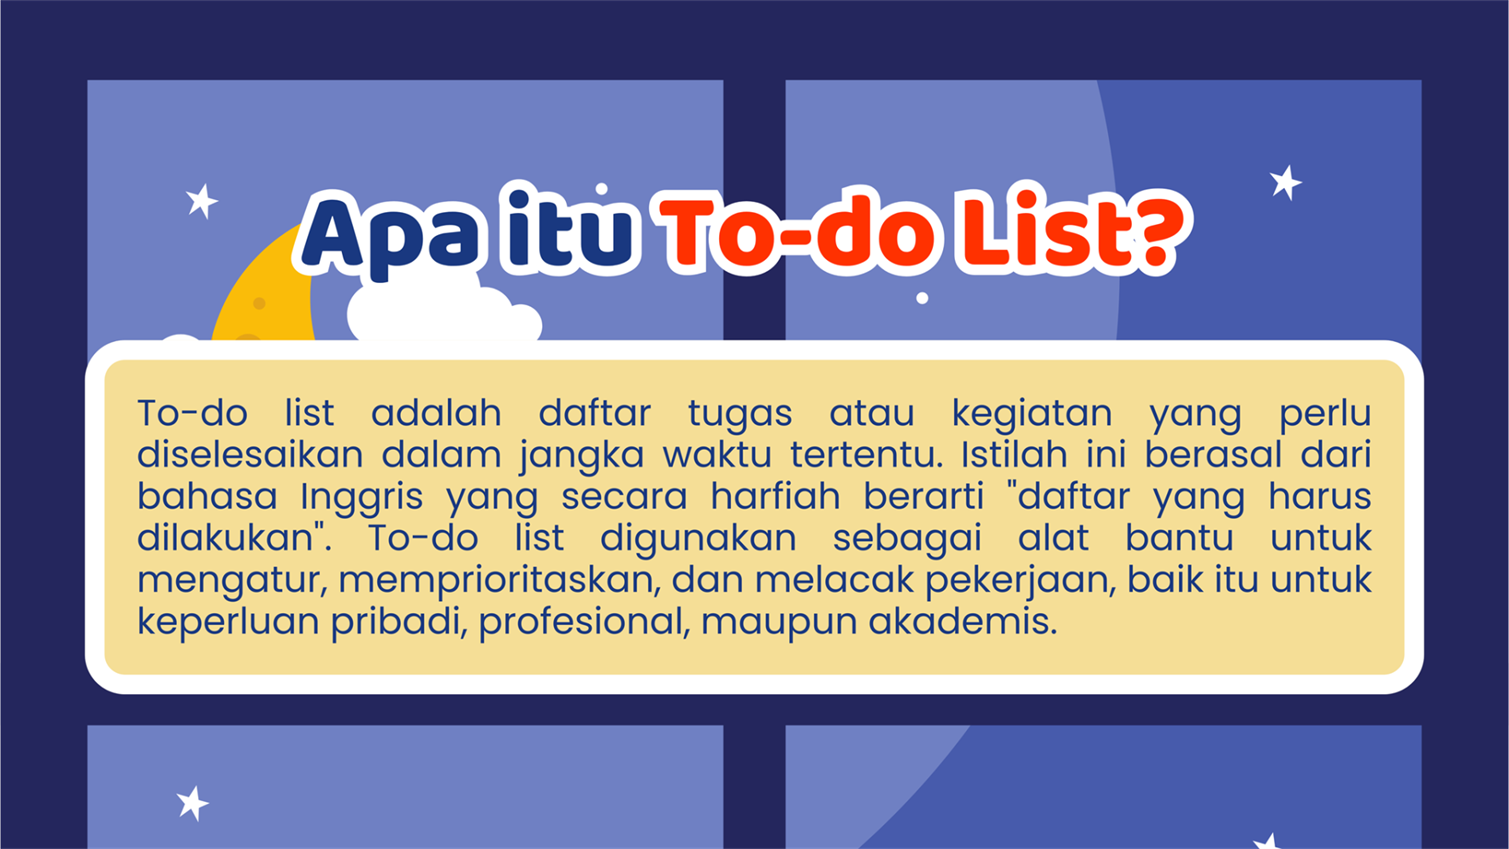 Apa itu To-do List?
To-do list adalah daftar tugas atau kegiatan yang perlu
diselesaikan dalam jangka waktu tertentu. Istilah ini berasal dari
bahasa Inggris yang secara harfiah berarti "daftar yang harus
dilakukan". To-do list digunakan sebagai alat bantu untuk
mengatur, memprioritaskan, dan melacak pekerjaan, baik itu untuk
keperluan pribadi, profesional, maupun akademis.